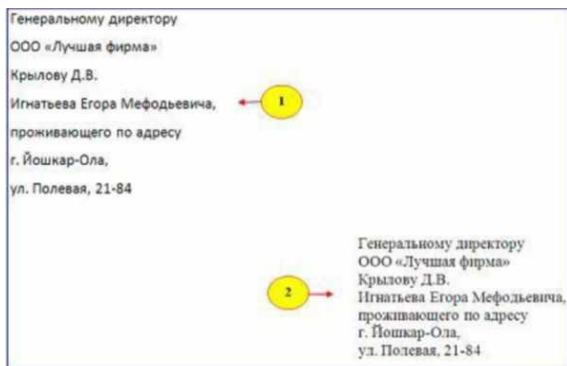 Генеральному директору
ООО «Лучшая фирма»
Крылову Д.В.
Игнатьева Егора Мефодьевича,
1
проживающего по адресу
г. Йошкар-Ола,
ул. Полевая, 21-84
Генеральному директору
ООО «Лучшая фирма»
Крылову Д.В.
2
Игнатьева Егора Мефодьевича,
проживающего по адресу
г. Йошкар-Ола,
ул. Полевая, 21-84